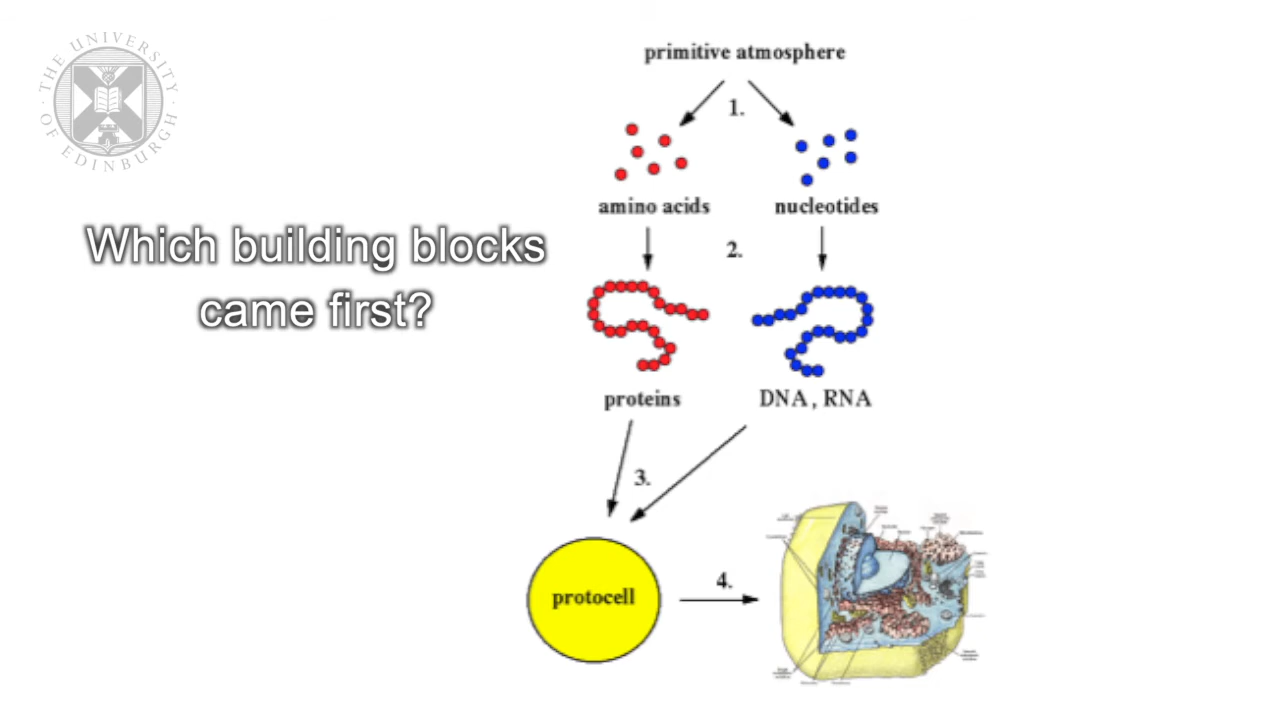 THE UNIVERSITY
OF EDINBURGH
Which building blocks
came first?
primitive atmosphere
1.
amino acids
nucleotides
2.
proteins
DNA, RNA
3.
protocell
4.